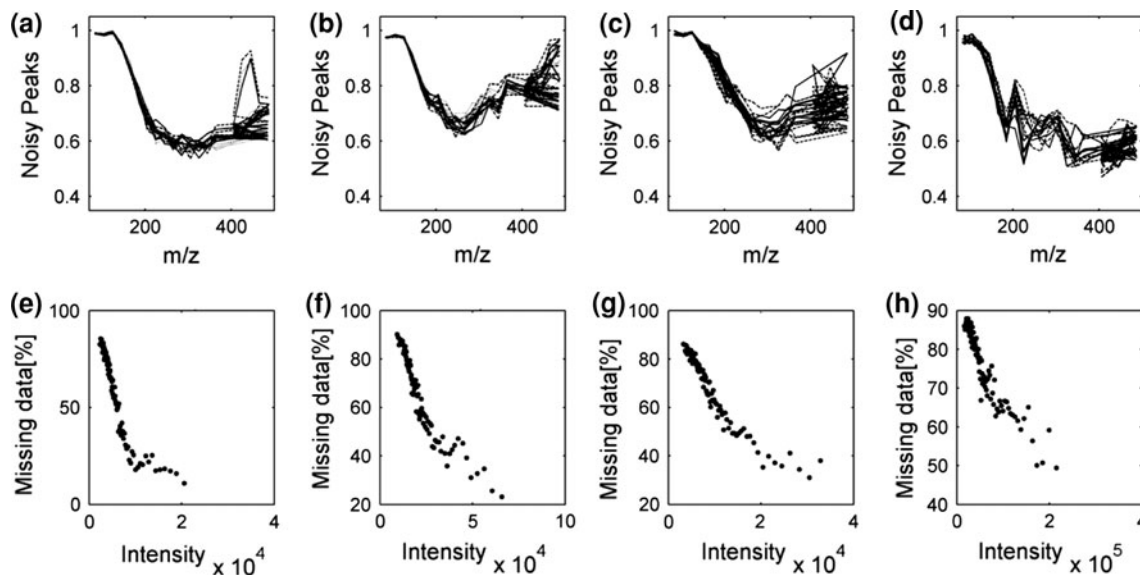 (a) (b) (c) (d)
1 1 1 1
0.8 0.8 0.8 0.8
0.6 0.6 0.6 0.6
0.4 0.4 0.4 0.4
Noisy Peaks Noisy Peaks Noisy Peaks Noisy Peaks
200 400 200 400 200 400 200 400
m/z m/z m/z m/z
(e) (f) (g) (h)
100 100 100 90
80 80 80
50 60 60 70
60
40 40 50
0 20 20 40
Missing data[%] Missing data[%] Missing data[%] Missing data[%]
0 2 4 0 5 10 0 2 4 0 2 4
Intensity x 10^4 Intensity x 10^4 Intensity x 10^4 Intensity x 10^5